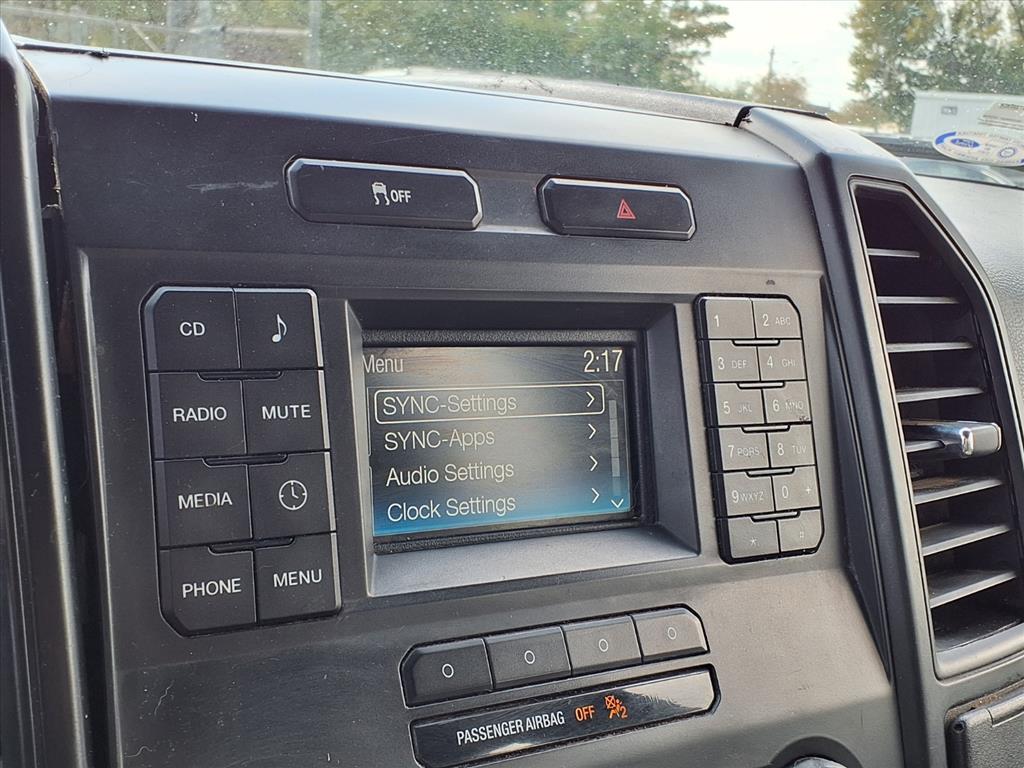 OFF
CD
RADIO MUTE
MEDIA
PHONE MENU
Menu 2:17
SYNC-Settings >
SYNC-Apps >
Audio Settings >
Clock Settings >
1 2 ABC
3 DEF 4 GHI
5 JKL 6 MNO
7 PQRS 8 TUV
9 WXYZ 0 +
* #
PASSENGER AIRBAG OFF 2